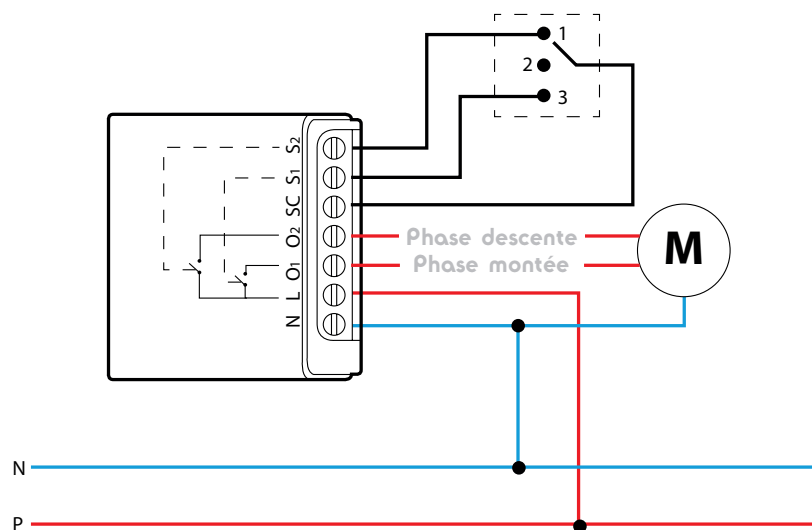 1
2
3
S2
S1
SC
O2
O1
L
N
Phase descente
Phase montée
M
N
P